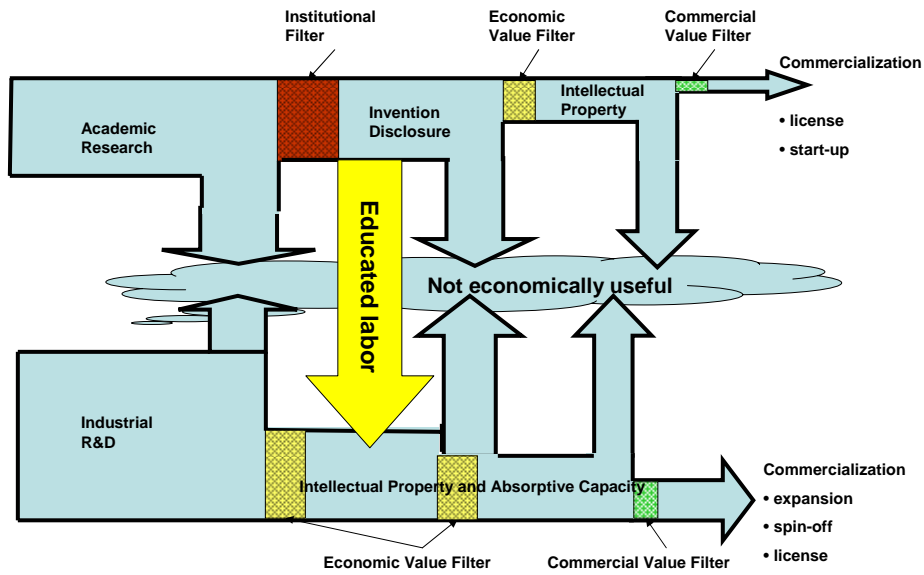 Institutional
Filter
Economic
Value Filter
Commercial
Value Filter
Commercialization
• license
• start-up
Academic
Research
Invention
Disclosure
Intellectual
Property
Educated labor
Not economically useful
Industrial
R&D
Intellectual Property and Absorptive Capacity
Commercialization
• expansion
• spin-off
• license
Economic Value Filter
Commercial Value Filter